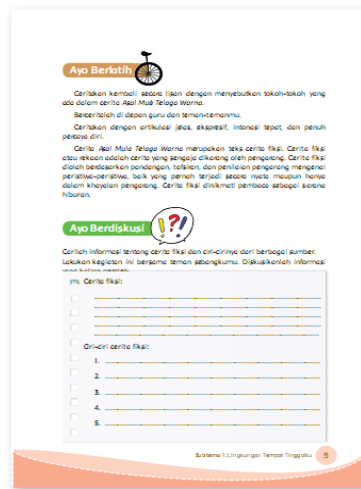 Ayo Berlatih
Ceritakan kembali secara lisan dengan menyebutkan tokoh-tokoh yang
ada dalam cerita Asal Mula Telaga Warna.
Berceritalah di depan guru dan teman-temanmu.
Ceritakan dengan artikulasi jelas, ekspresif, intonasi tepat, dan penuh
percaya diri.
Cerita Asal Mula Telaga Warna merupakan teks cerita fiksi. Cerita fiksi
atau rekaan adalah cerita yang sengaja dikarang oleh pengarang. Cerita fiksi
diolah berdasarkan pandangan, tafsiran, dan penilaian pengarang mengenai
peristiwa-peristiwa, baik yang pernah terjadi secara nyata maupun hanya
dalam khayalan pengarang. Cerita fiksi dinikmati pembaca sebagai sarana
hiburan.
Ayo Berdiskusi
Carilah informasi tentang cerita fiksi dan ciri-cirinya dari berbagai sumber.
Lakukan kegiatan ini bersama teman sebangkumu. Diskusikanlah informasi
Cerita fiksi:
Ciri-ciri cerita fiksi:
1.
2.
3.
4.
5.
Subtema 1: Lingkungan Tempat Tinggalku 5